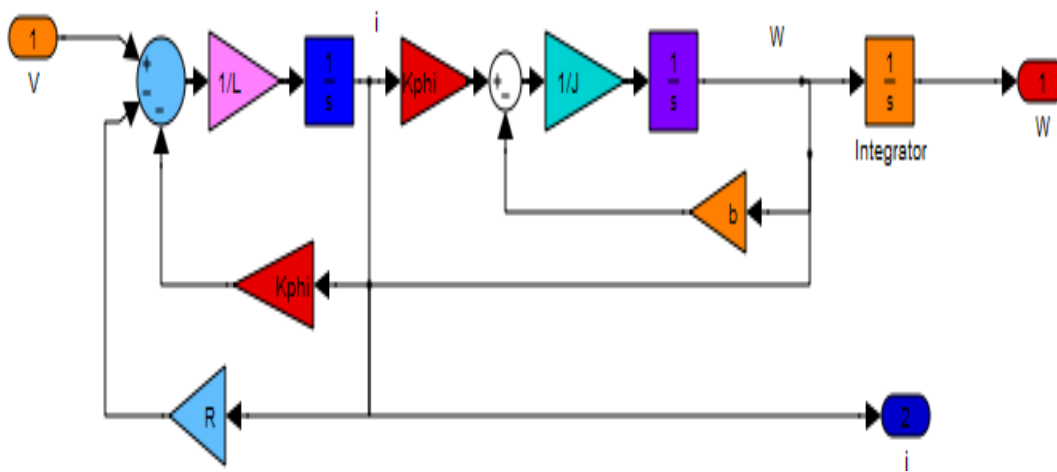 1
V
+
−
−
1/L
1
s
i
Kphi
+
−
1/J
1
s
W
1
s
Integrator
1
W
b
Kphi
R
2
i